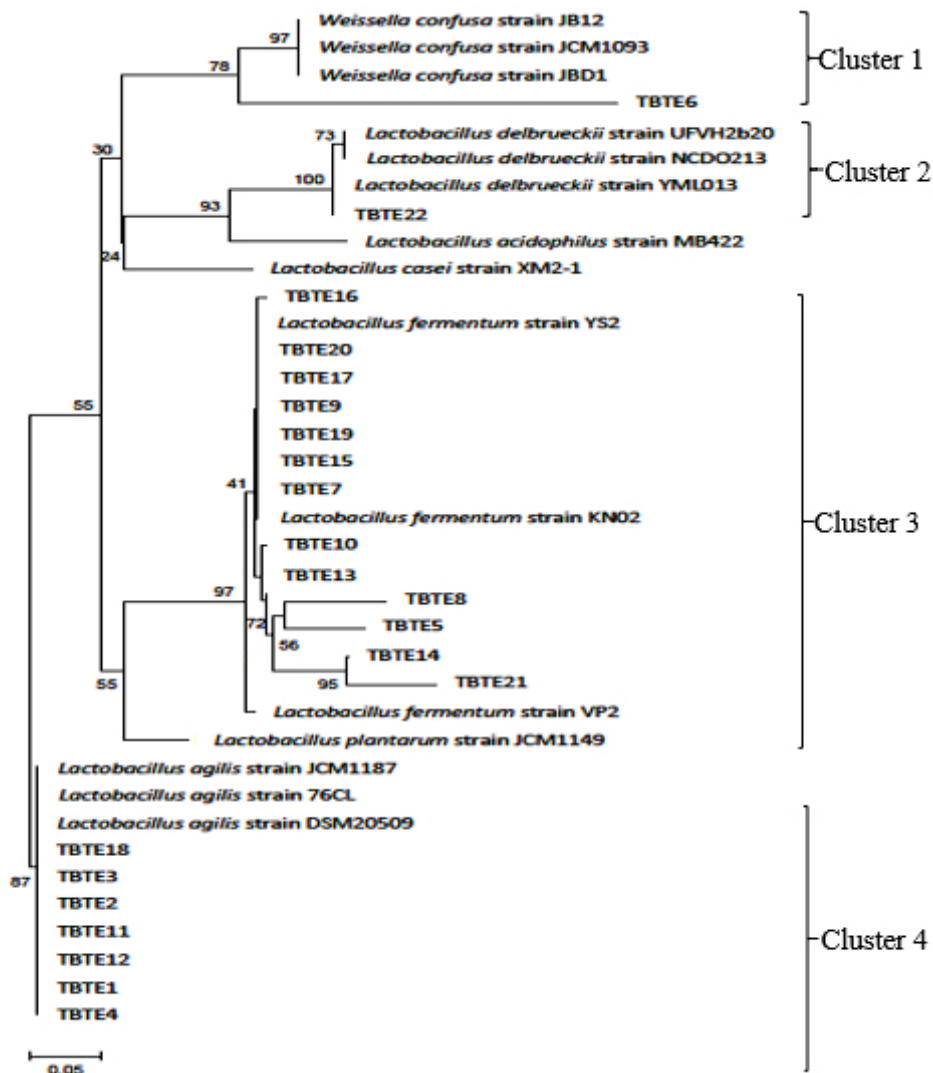 Weissella confusa strain JB12
97
Weissella confusa strain JCM1093
Cluster 1
78
Weissella confusa strain JBD1
TBTE6
73
Lactobacillus delbrueckii strain UFVH2b20
30
Lactobacillus delbrueckii strain NCDO213
Cluster 2
100
Lactobacillus delbrueckii strain YML013
93
TBTE22
Lactobacillus acidophilus strain MB422
24
Lactobacillus casei strain XM2-1
TBTE16
Lactobacillus fermentum strain YS2
TBTE20
TBTE17
55
TBTE9
TBTE19
TBTE15
41
TBTE7
Lactobacillus fermentum strain KN02
Cluster 3
TBTE10
TBTE13
97
TBTE8
72
TBTE5
56
TBTE14
55
95
TBTE21
Lactobacillus fermentum strain VP2
Lactobacillus plantarum strain JCM1149
Lactobacillus agilis strain JCM1187
Lactobacillus agilis strain 76CL
Lactobacillus agilis strain DSM20509
TBTE18
87
TBTE3
TBTE2
TBTE11
Cluster 4
TBTE12
TBTE1
TBTE4
0.05